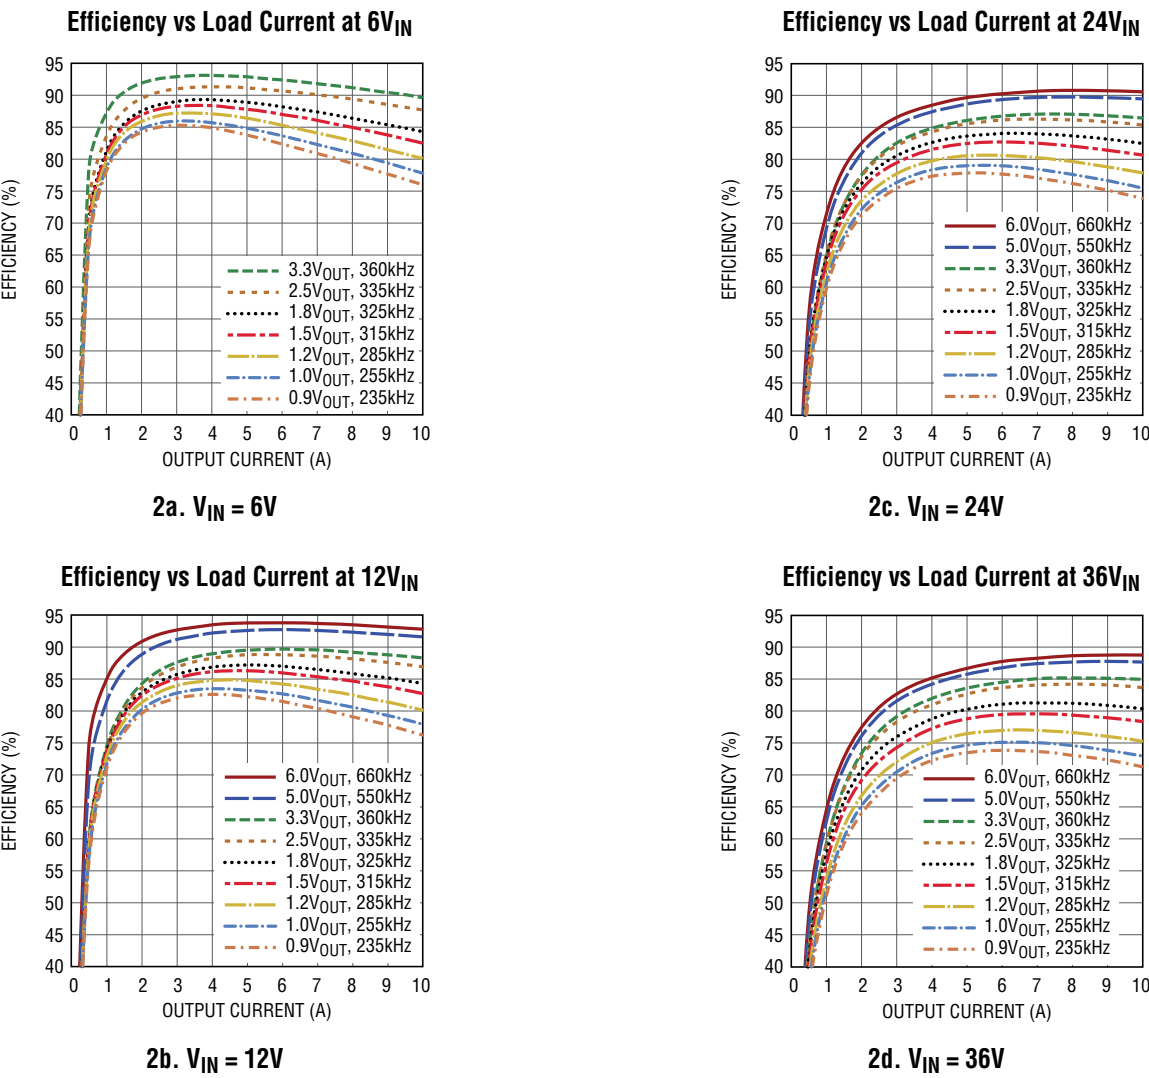 Efficiency vs Load Current at 6VIN
95
90
85
80
75
70
65
60
55
50
45
40
EFFICIENCY (%)
3.3VOUT, 360kHz
2.5VOUT, 335kHz
1.8VOUT, 325kHz
1.5VOUT, 315kHz
1.2VOUT, 285kHz
1.0VOUT, 255kHz
0.9VOUT, 235kHz
0 1 2 3 4 5 6 7 8 9 10
OUTPUT CURRENT (A)
2a. VIN = 6V
Efficiency vs Load Current at 24VIN
95
90
85
80
75
70
65
60
55
50
45
40
EFFICIENCY (%)
6.0VOUT, 660kHz
5.0VOUT, 550kHz
3.3VOUT, 360kHz
2.5VOUT, 335kHz
1.8VOUT, 325kHz
1.5VOUT, 315kHz
1.2VOUT, 285kHz
1.0VOUT, 255kHz
0.9VOUT, 235kHz
0 1 2 3 4 5 6 7 8 9 10
OUTPUT CURRENT (A)
2c. VIN = 24V
Efficiency vs Load Current at 12VIN
95
90
85
80
75
70
65
60
55
50
45
40
EFFICIENCY (%)
6.0VOUT, 660kHz
5.0VOUT, 550kHz
3.3VOUT, 360kHz
2.5VOUT, 335kHz
1.8VOUT, 325kHz
1.5VOUT, 315kHz
1.2VOUT, 285kHz
1.0VOUT, 255kHz
0.9VOUT, 235kHz
0 1 2 3 4 5 6 7 8 9 10
OUTPUT CURRENT (A)
2b. VIN = 12V
Efficiency vs Load Current at 36VIN
95
90
85
80
75
70
65
60
55
50
45
40
EFFICIENCY (%)
6.0VOUT, 660kHz
5.0VOUT, 550kHz
3.3VOUT, 360kHz
2.5VOUT, 335kHz
1.8VOUT, 325kHz
1.5VOUT, 315kHz
1.2VOUT, 285kHz
1.0VOUT, 255kHz
0.9VOUT, 235kHz
0 1 2 3 4 5 6 7 8 9 10
OUTPUT CURRENT (A)
2d. VIN = 36V